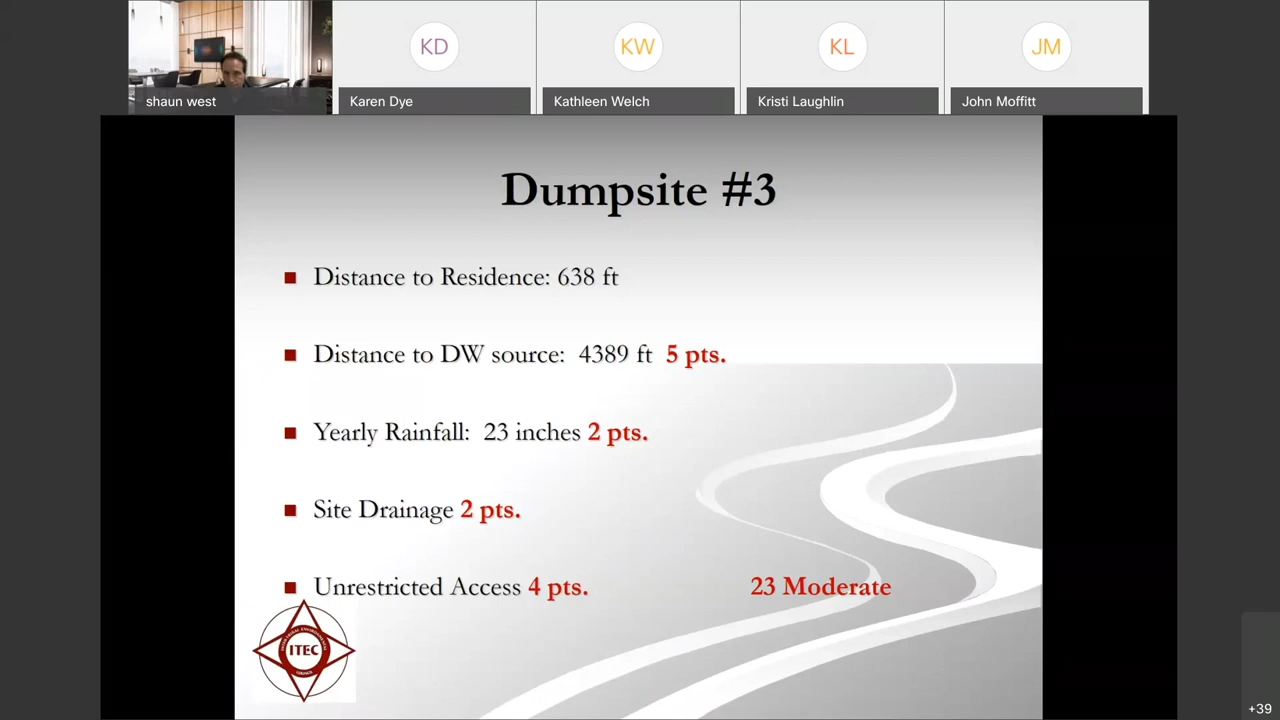 KD
KW
KL
JM
shaun west
Karen Dye
Kathleen Welch
Kristi Laughlin
John Moffitt
Dumpsite #3
Distance to Residence: 638 ft
Distance to DW source: 4389 ft 5 pts.
Yearly Rainfall: 23 inches 2 pts.
Site Drainage 2 pts.
Unrestricted Access 4 pts.
23 Moderate
ITEC
+39